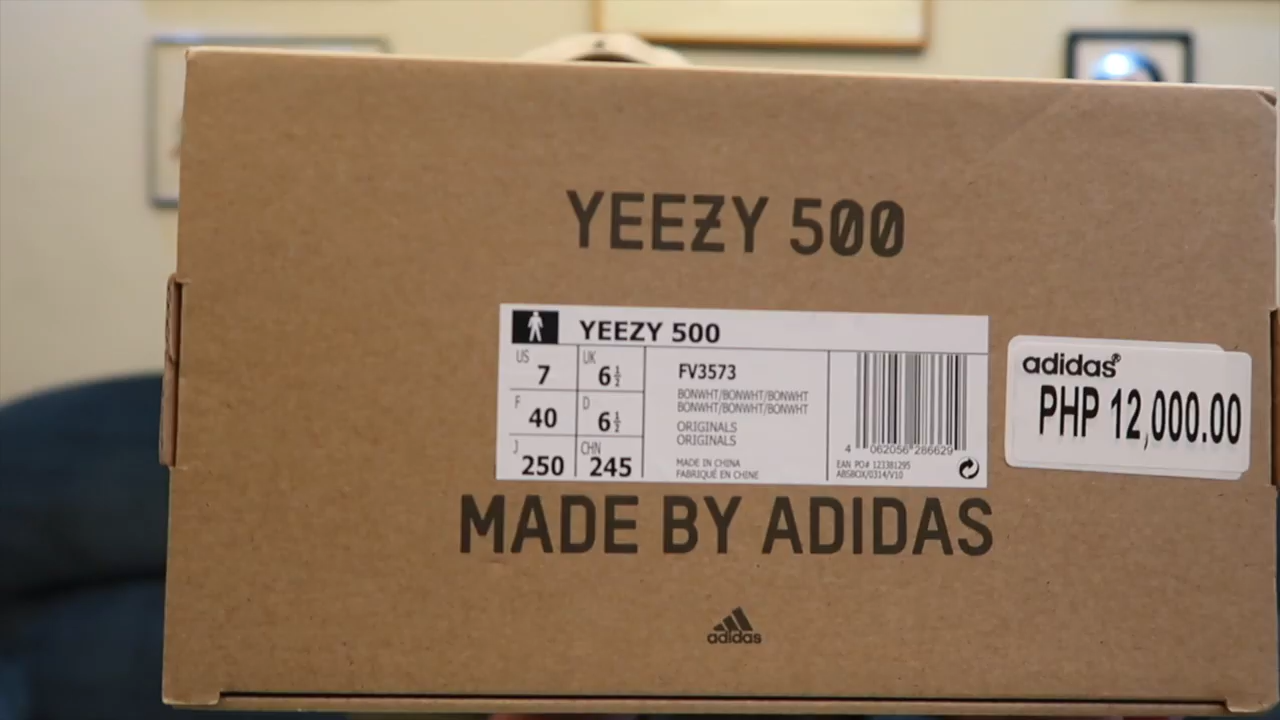 YEEZY 500
YEEZY 500
US 7 UK 6½
F 40 D 6½
J 250 CHN 245
FV3573
BONWHT/BONWHT/BONWHT
BONWHT/BONWHT/BONWHT
ORIGINALS
ORIGINALS
MADE IN CHINA
FABRIQUÉ EN CHINE
4 062056 286629
EAN PO# 123381295
ABSBOX/0314/V10
adidas®
PHP 12,000.00
MADE BY ADIDAS
adidas